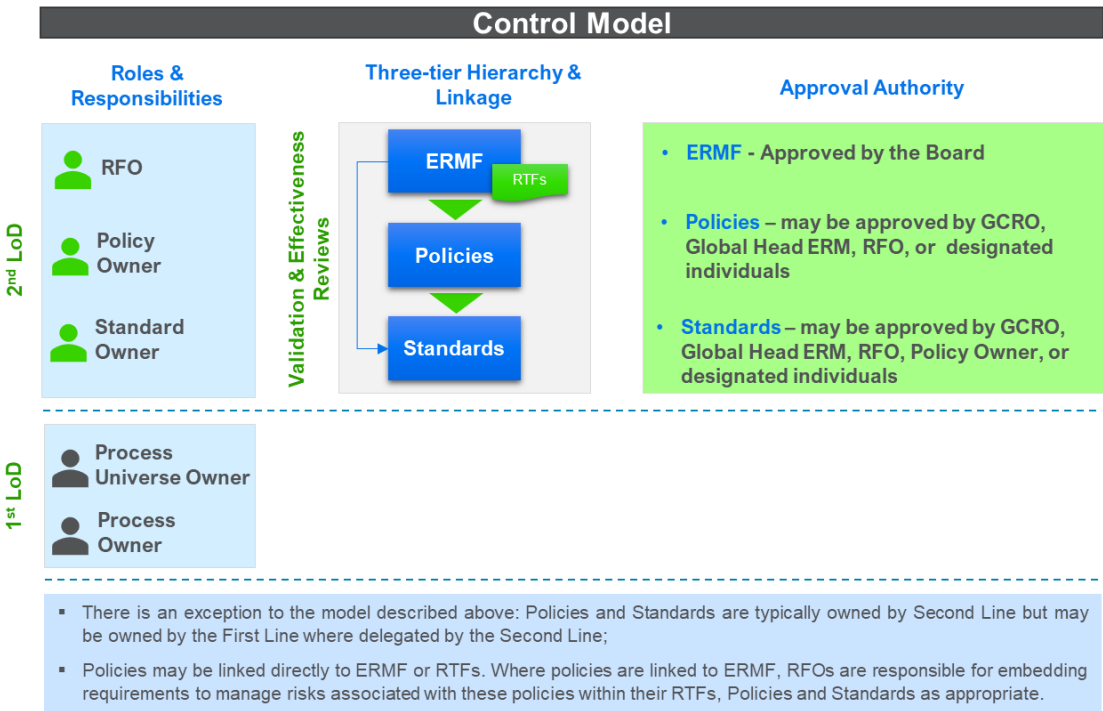 Control Model
Roles &
Responsibilities
Three-tier Hierarchy &
Linkage
Approval Authority
2nd LoD
RFO
Policy
Owner
Standard
Owner
Validation & Effectiveness
Reviews
ERMF
RTFs
Policies
Standards
• ERMF - Approved by the Board
• Policies – may be approved by GCRO,
Global Head ERM, RFO, or designated
individuals
• Standards – may be approved by GCRO,
Global Head ERM, RFO, Policy Owner, or
designated individuals
1st LoD
Process
Universe Owner
Process
Owner
▪ There is an exception to the model described above: Policies and Standards are typically owned by Second Line but may
be owned by the First Line where delegated by the Second Line;
▪ Policies may be linked directly to ERMF or RTFs. Where policies are linked to ERMF, RFOs are responsible for embedding
requirements to manage risks associated with these policies within their RTFs, Policies and Standards as appropriate.